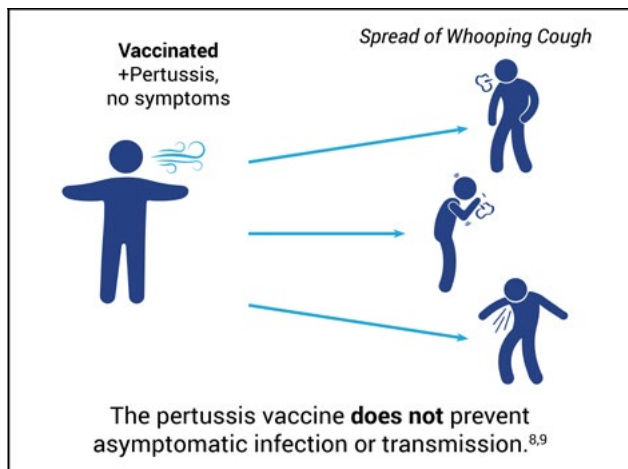 Vaccinated
+Pertussis,
no symptoms
Spread of Whooping Cough
The pertussis vaccine does not prevent
asymptomatic infection or transmission.8,9